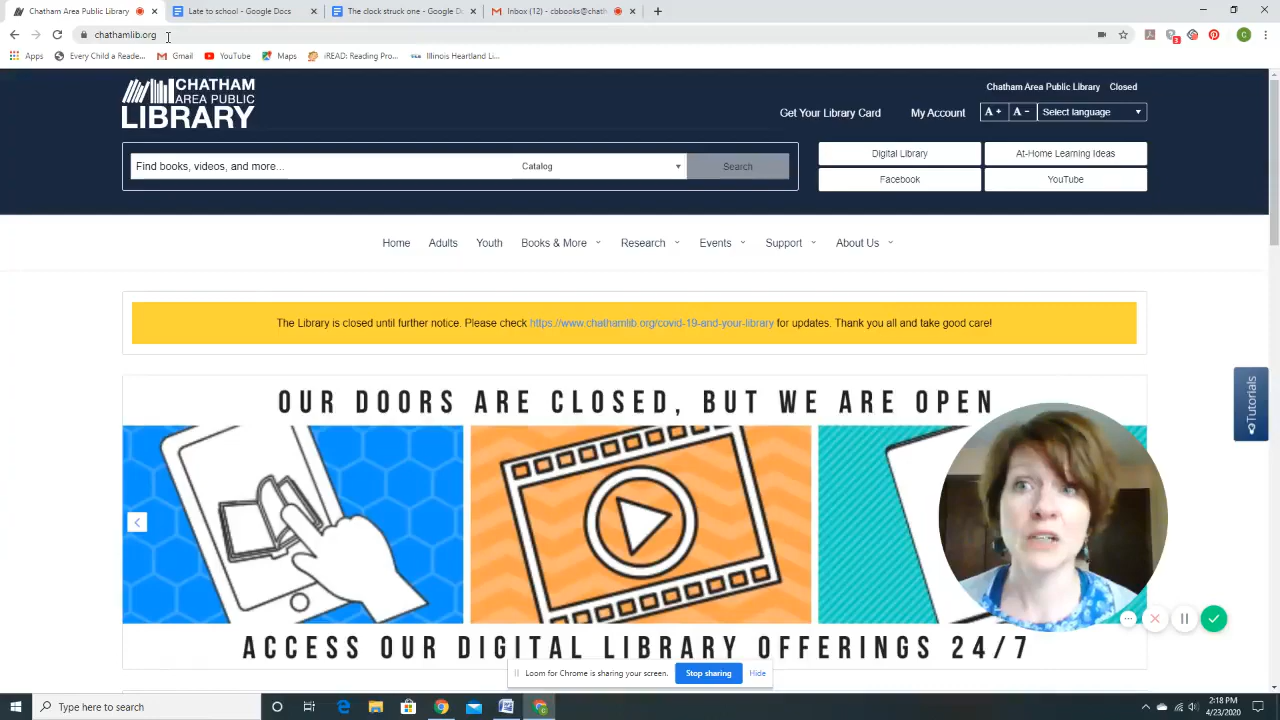 Chatham Area Public Library
Late to school - Google Docs
The clock struck one - Google D
Inbox (12) - cbbooks@chath
chathamlib.org
Apps
Every Child a Reade...
Gmail
YouTube
Maps
iREAD: Reading Pro...
Illinois Heartland Li...
CHATHAM
AREA PUBLIC
LIBRARY
Chatham Area Public Library Closed
Get Your Library Card
My Account
A +
A -
Select language
Find books, videos, and more...
Catalog
Search
Digital Library
At-Home Learning Ideas
Facebook
YouTube
Home
Adults
Youth
Books & More
Research
Events
Support
About Us
The Library is closed until further notice. Please check https://www.chathamlib.org/covid-19-and-your-library for updates. Thank you all and take good care!
Tutorials
OUR DOORS ARE CLOSED, BUT WE ARE OPEN
ACCESS OUR DIGITAL LIBRARY OFFERINGS 24/7
Loom for Chrome is sharing your screen.
Stop sharing
Hide
Type here to search
2:18 PM
4/23/2020